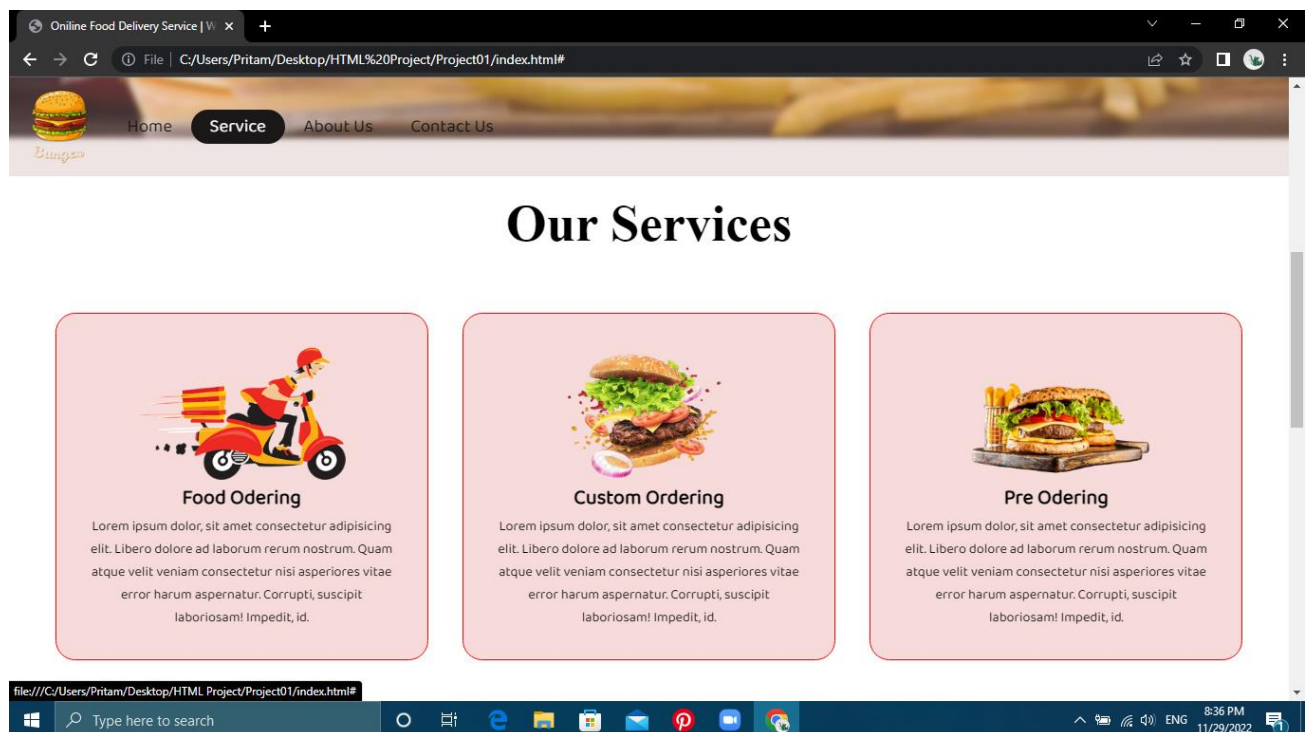 Oniline Food Delivery Service | W
File | C:/Users/Pritam/Desktop/HTML%20Project/Project01/index.html#
Home Service About Us Contact Us
Our Services
Food Odering
Lorem ipsum dolor, sit amet consectetur adipisicing
elit. Libero dolore ad laborum rerum nostrum. Quam
atque velit veniam consectetur nisi asperiores vitae
error harum aspernatur. Corrupti, suscipit
laboriosam! Impedit, id.
Custom Ordering
Lorem ipsum dolor, sit amet consectetur adipisicing
elit. Libero dolore ad laborum rerum nostrum. Quam
atque velit veniam consectetur nisi asperiores vitae
error harum aspernatur. Corrupti, suscipit
laboriosam! Impedit, id.
Pre Odering
Lorem ipsum dolor, sit amet consectetur adipisicing
elit. Libero dolore ad laborum rerum nostrum. Quam
atque velit veniam consectetur nisi asperiores vitae
error harum aspernatur. Corrupti, suscipit
laboriosam! Impedit, id.
file:///C:/Users/Pritam/Desktop/HTML Project/Project01/index.html#
Type here to search
ENG
8:36 PM
11/29/2022
1